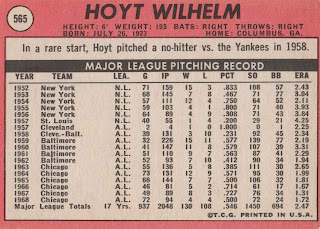 565
HOYT WILHELM
HEIGHT: 6' WEIGHT: 195 BATS: RIGHT THROWS: RIGHT
BORN: JULY 26, 1923 HOME: COLUMBUS, GA.
In a rare start, Hoyt pitched a no-hitter vs. the Yankees in 1958.
MAJOR LEAGUE PITCHING RECORD
YEAR TEAM LEA. G IP W L PCT SO BB ERA
1952 New York N.L. 71 159 15 3 .833 108 57 2.43
1953 New York N.L. 68 145 7 8 .467 71 77 3.04
1954 New York N.L. 57 111 12 4 .750 64 52 2.11
1955 New York N.L. 59 103 4 1 .800 71 40 3.93
1956 New York N.L. 64 89 4 9 .308 71 43 3.84
1957 St. Louis N.L. 40 55 1 4 .200 29 21 4.25
1957 Cleveland A.L. 2 4 1 0 1.000 0 1 2.25
1958 Cleve.-Balt. A.L. 39 131 3 10 .231 92 45 2.34
1959 Baltimore A.L. 32 226 15 11 .577 139 77 2.19
1960 Baltimore A.L. 41 147 11 8 .579 107 39 3.31
1961 Baltimore A.L. 51 110 9 7 .563 87 41 2.29
1962 Baltimore A.L. 52 93 7 10 .412 90 34 1.94
1963 Chicago A.L. 55 136 5 8 .385 111 30 2.65
1964 Chicago A.L. 73 131 12 9 .571 95 30 1.99
1965 Chicago A.L. 66 144 7 7 .500 106 32 1.81
1966 Chicago A.L. 46 81 5 2 .714 61 17 1.67
1967 Chicago A.L. 49 89 8 3 .727 76 34 1.31
1968 Chicago A.L. 72 94 4 4 .500 72 24 1.72
Major League Totals 17 Yrs. 937 2048 130 108 .546 1450 694 2.47
©T.C.G. PRINTED IN U.S.A.